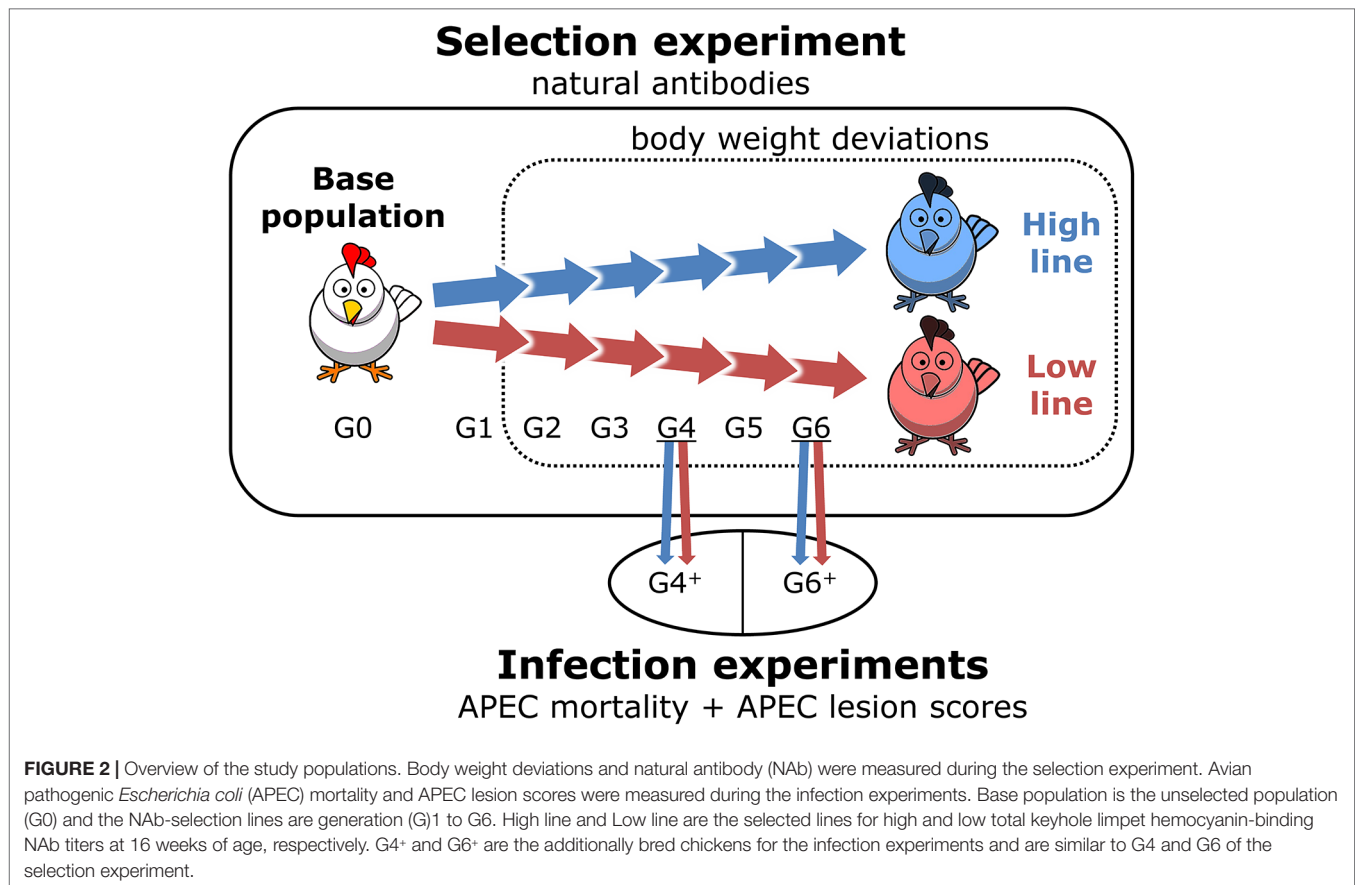 Selection experiment
natural antibodies
body weight deviations
Base
population
High
line
Low
line
G0
G1
G2
G3
G4
G5
G6
G4⁺
G6⁺
Infection experiments
APEC mortality + APEC lesion scores
FIGURE 2 | Overview of the study populations. Body weight deviations and natural antibody (NAb) were measured during the selection experiment. Avian
pathogenic Escherichia coli (APEC) mortality and APEC lesion scores were measured during the infection experiments. Base population is the unselected population
(G0) and the NAb-selection lines are generation (G)1 to G6. High line and Low line are the selected lines for high and low total keyhole limpet hemocyanin-binding
NAb titers at 16 weeks of age, respectively. G4⁺ and G6⁺ are the additionally bred chickens for the infection experiments and are similar to G4 and G6 of the
selection experiment.